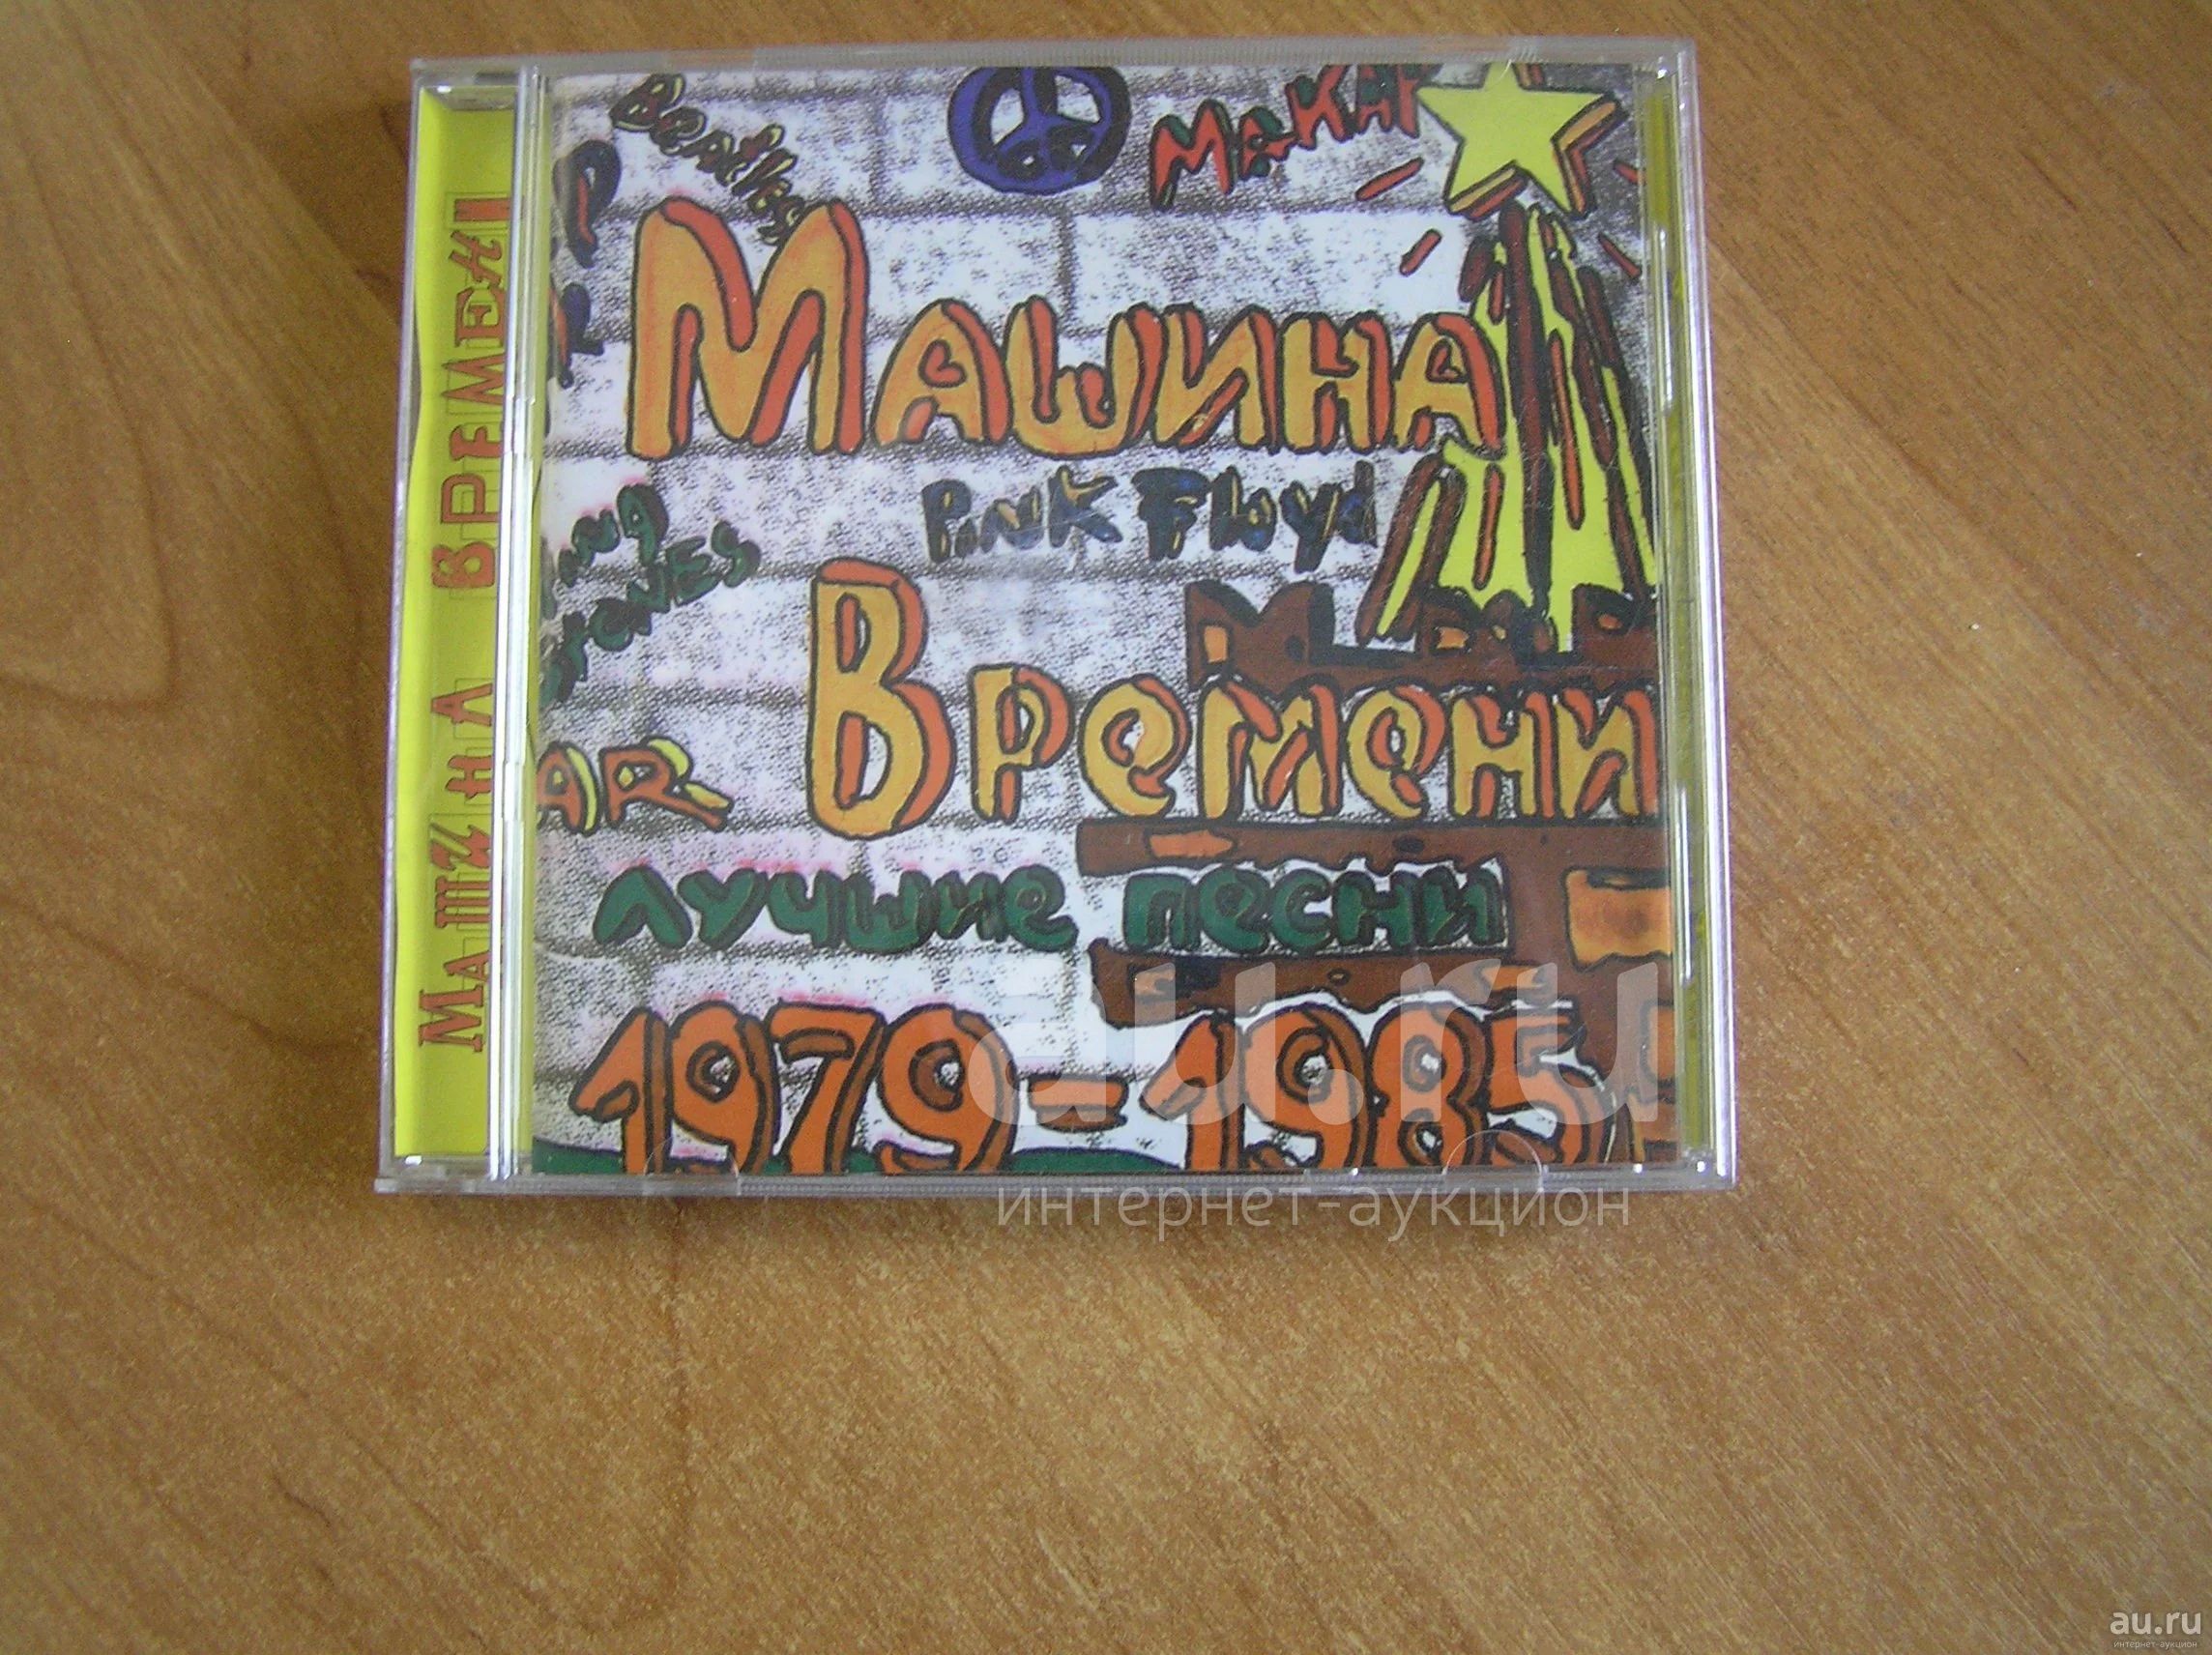 Beatles
МАКАР
Машина
Pink Floyd
Времени
STONES
AR
лучшие песни
1979-1985
МАШИНА ВРЕМЕНИ
au.ru
интернет-аукцион
au.ru
интернет-аукцион